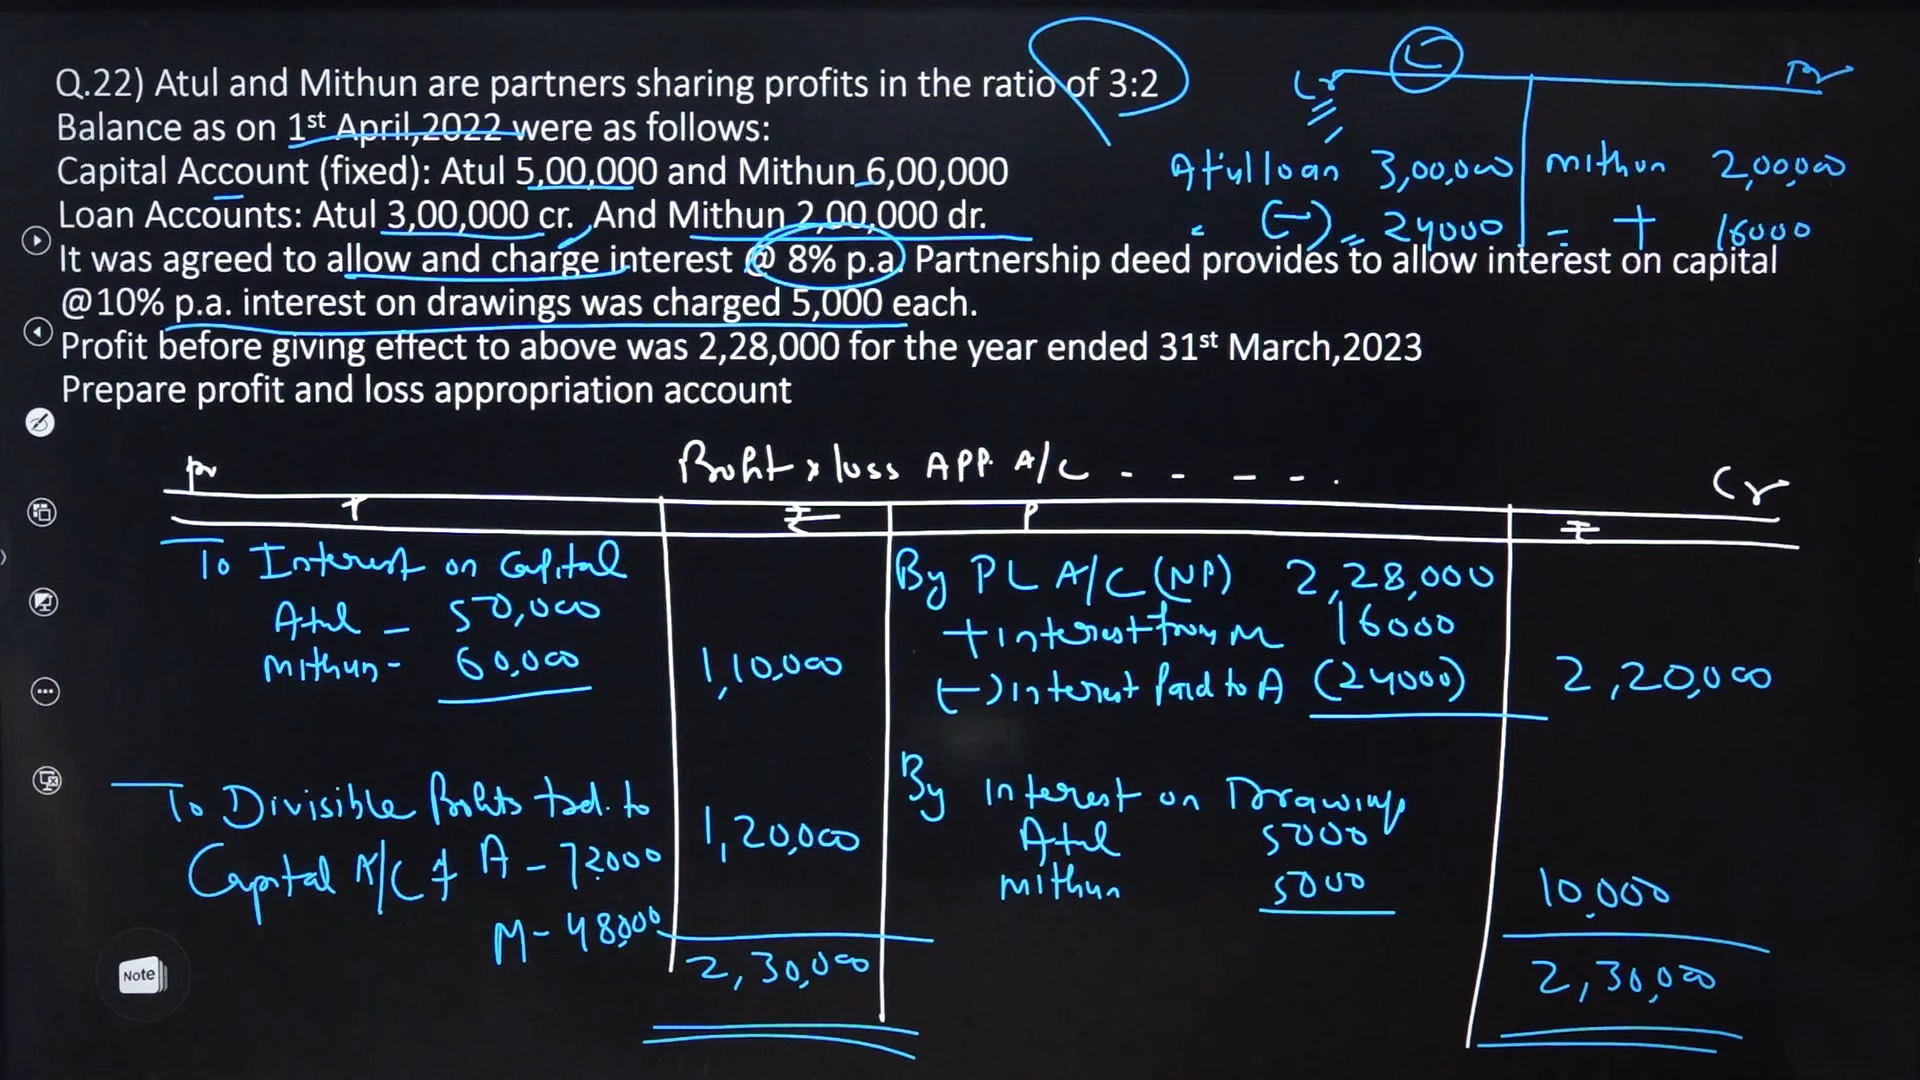 Q.22) Atul and Mithun are partners sharing profits in the ratio of 3:2
Balance as on 1st April,2022 were as follows:
Capital Account (fixed): Atul 5,00,000 and Mithun 6,00,000
Loan Accounts: Atul 3,00,000 cr. And Mithun 2,00,000 dr.
It was agreed to allow and charge interest @ 8% p.a. Partnership deed provides to allow interest on capital
@10% p.a. interest on drawings was charged 5,000 each.
Profit before giving effect to above was 2,28,000 for the year ended 31st March,2023
Prepare profit and loss appropriation account
Cr Dr
Atul loan 3,00,000 mithun 2,00,000
(-) = 24000 = + 16000
Dr Profit & loss APP. A/C - - - - . Cr
P ₹ P ₹
To Interest on Capital
Atul - 50,000
Mithun - 60,000 1,10,000
By PL A/C (NP) 2,28,000
+ interest from M 16000
(-) interest Paid to A (24000) 2,20,000
To Divisible Profits tsd. to
Capital A/C of A - 72000 1,20,000
M - 48000
By interest on Drawings
Atul 5000
mithun 5000 10,000
2,30,000 2,30,000
Note